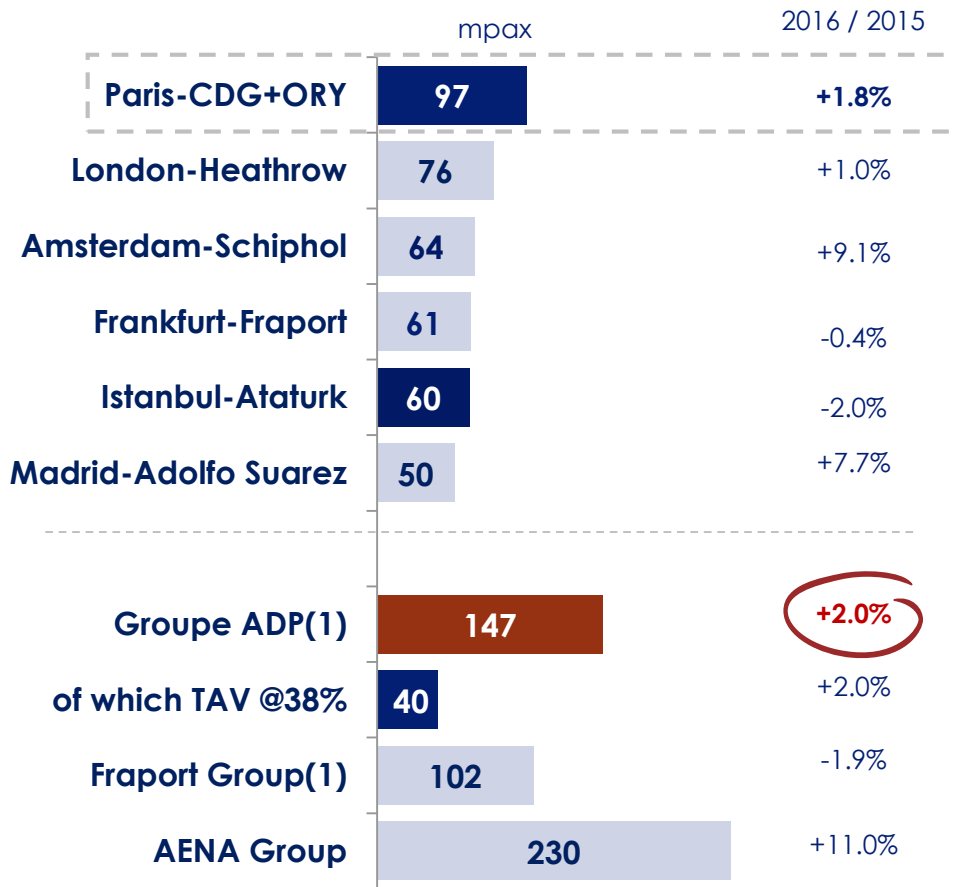 mpax 2016 / 2015
Paris-CDG+ORY 97 +1.8%
London-Heathrow 76 +1.0%
Amsterdam-Schiphol 64 +9.1%
Frankfurt-Fraport 61 -0.4%
Istanbul-Ataturk 60 -2.0%
Madrid-Adolfo Suarez 50 +7.7%
Groupe ADP(1) 147 +2.0%
of which TAV @38% 40 +2.0%
Fraport Group(1) 102 -1.9%
AENA Group 230 +11.0%